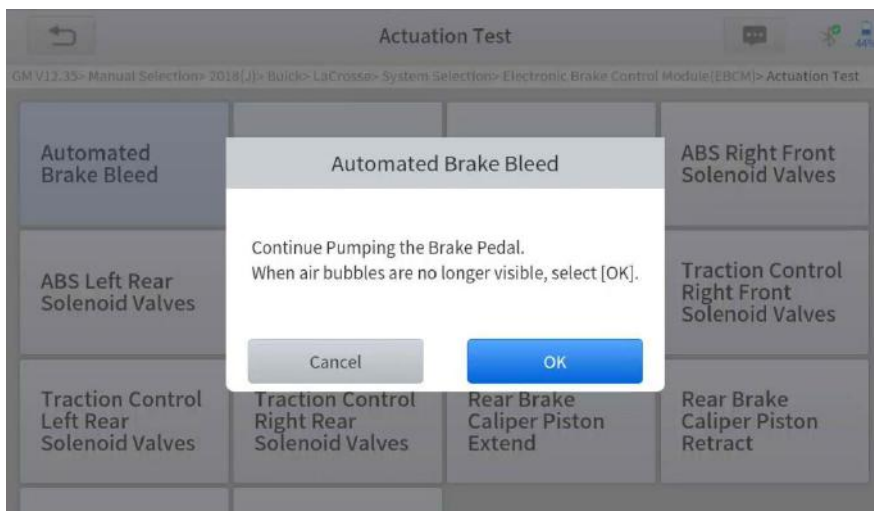 Actuation Test
44%
GM V12.35> Manual Selection> 2018(J)> Buick> LaCrosse> System Selection> Electronic Brake Control Module(EBCM)> Actuation Test
Automated
Brake Bleed
ABS Right Front
Solenoid Valves
Automated Brake Bleed
Continue Pumping the Brake Pedal.
When air bubbles are no longer visible, select [OK].
Cancel
OK
ABS Left Rear
Solenoid Valves
Traction Control
Right Front
Solenoid Valves
Traction Control
Left Rear
Solenoid Valves
Traction Control
Right Rear
Solenoid Valves
Rear Brake
Caliper Piston
Extend
Rear Brake
Caliper Piston
Retract